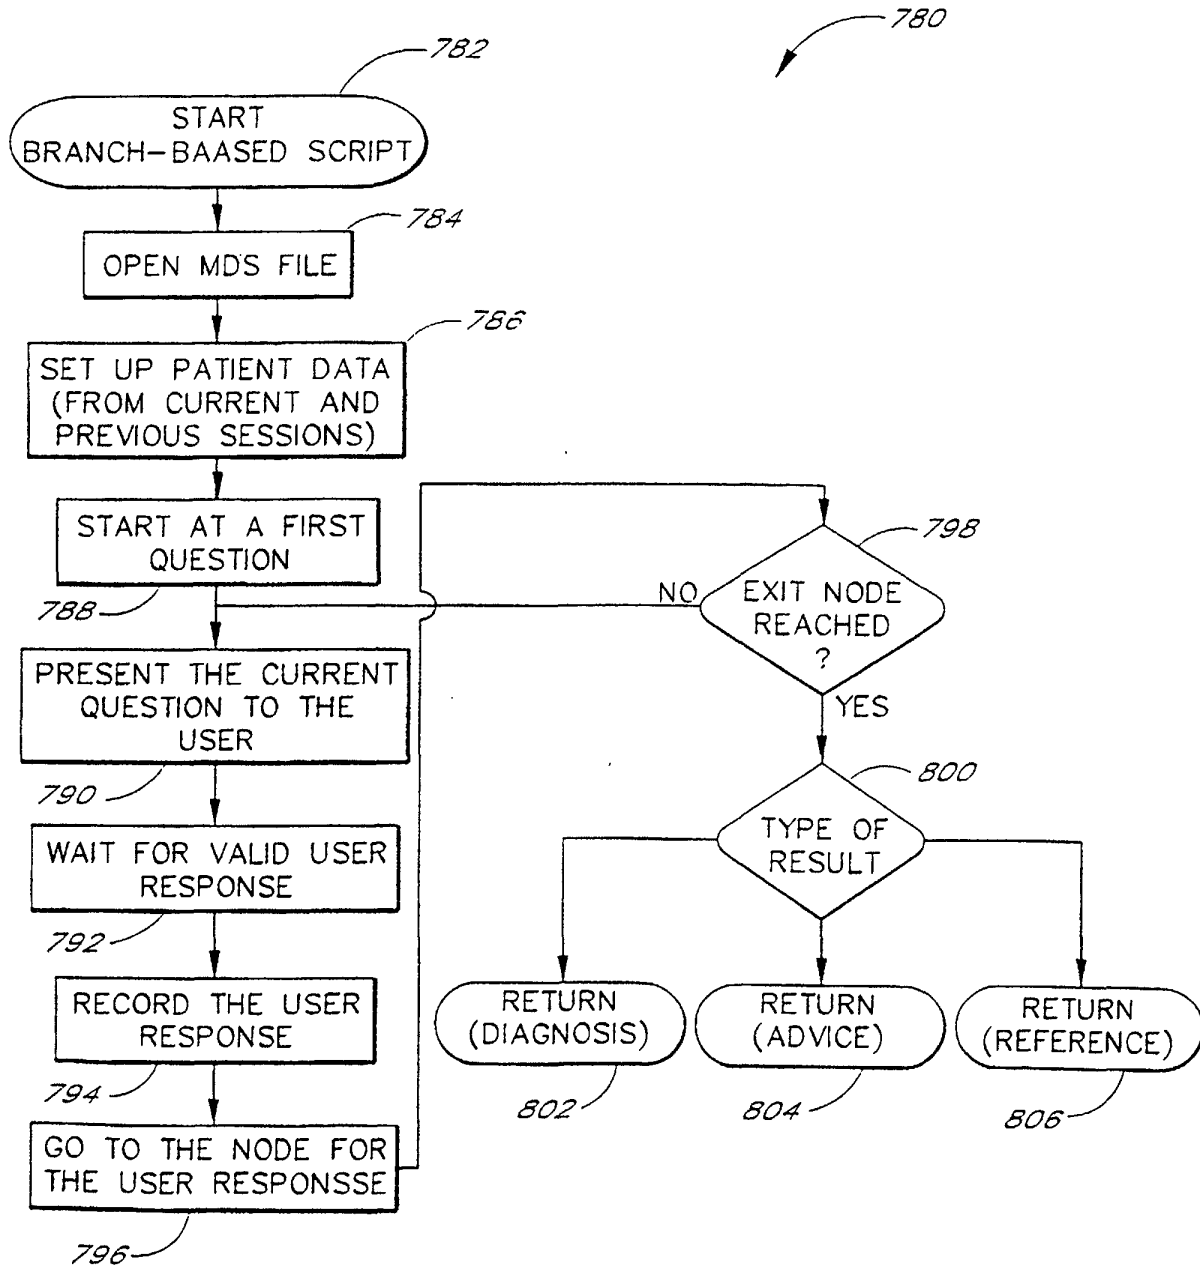 780
782
START
BRANCH-BAASED SCRIPT
784
OPEN MDS FILE
786
SET UP PATIENT DATA
(FROM CURRENT AND
PREVIOUS SESSIONS)
START AT A FIRST
QUESTION
788
PRESENT THE CURRENT
QUESTION TO THE
USER
790
WAIT FOR VALID USER
RESPONSE
792
RECORD THE USER
RESPONSE
794
GO TO THE NODE FOR
THE USER RESPONSSE
796
798
EXIT NODE
REACHED
?
NO
YES
800
TYPE OF
RESULT
RETURN
(DIAGNOSIS)
802
RETURN
(ADVICE)
804
RETURN
(REFERENCE)
806